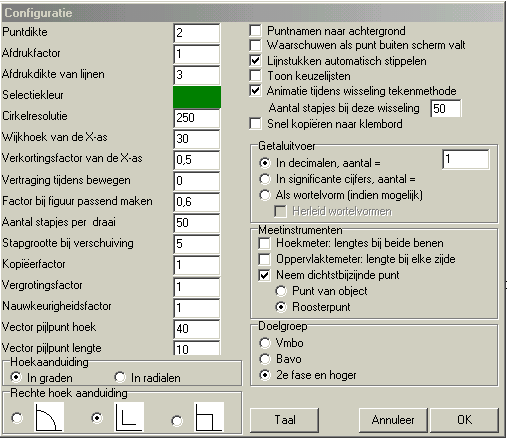 Configuratie
Puntdikte 2
Afdrukfactor 1
Afdrukdikte van lijnen 3
Selectiekleur
Cirkelresolutie 250
Wijkhoek van de X-as 30
Verkortingsfactor van de X-as 0,5
Vertraging tijdens bewegen 0
Factor bij figuur passend maken 0,6
Aantal stapjes per draai 50
Stapgrootte bij verschuiving 5
Kopiëerfactor 1
Vergrotingsfactor 1
Nauwkeurigheidsfactor 1
Vector pijlpunt hoek 40
Vector pijlpunt lengte 10
Hoekaanduiding
In graden In radialen
Rechte hoek aanduiding
Puntnamen naar achtergrond
Waarschuwen als punt buiten scherm valt
Lijnstukken automatisch stippelen
Toon keuzelijsten
Animatie tijdens wisseling tekenmethode
Aantal stapjes bij deze wisseling 50
Snel kopiëren naar klembord
Getaluitvoer
In decimalen, aantal = 1
In significante cijfers, aantal =
Als wortelvorm (indien mogelijk)
Herleid wortelvormen
Meetinstrumenten
Hoekmeter: lengtes bij beide benen
Oppervlaktemeter: lengte bij elke zijde
Neem dichtstbijzijnde punt
Punt van object
Roosterpunt
Doelgroep
Vmbo
Bavo
2e fase en hoger
Taal Annuleer OK